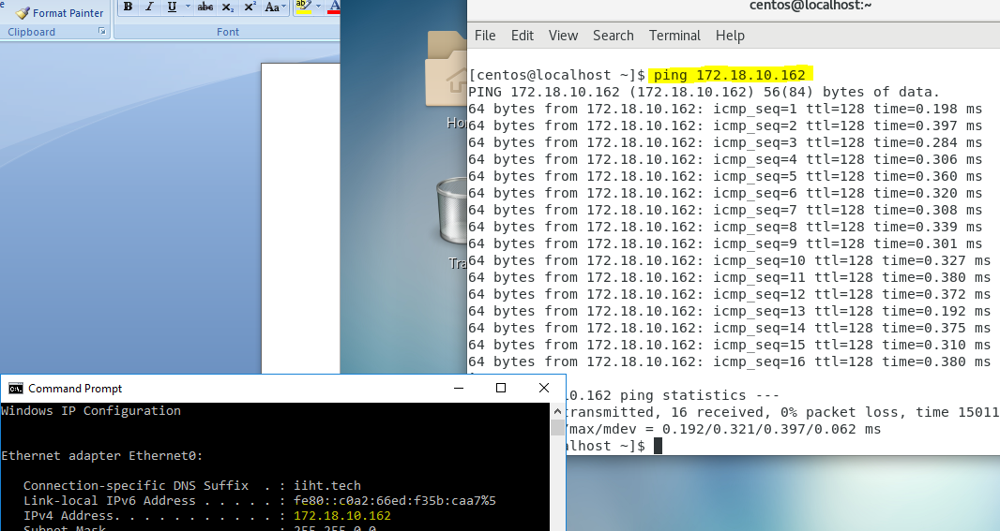 Format Painter
Clipboard
B I U abc X₂ X² Aa ab A
Font
centos@localhost:~
File Edit View Search Terminal Help
[centos@localhost ~]$ ping 172.18.10.162
PING 172.18.10.162 (172.18.10.162) 56(84) bytes of data.
64 bytes from 172.18.10.162: icmp_seq=1 ttl=128 time=0.198 ms
64 bytes from 172.18.10.162: icmp_seq=2 ttl=128 time=0.397 ms
64 bytes from 172.18.10.162: icmp_seq=3 ttl=128 time=0.284 ms
64 bytes from 172.18.10.162: icmp_seq=4 ttl=128 time=0.306 ms
64 bytes from 172.18.10.162: icmp_seq=5 ttl=128 time=0.360 ms
64 bytes from 172.18.10.162: icmp_seq=6 ttl=128 time=0.320 ms
64 bytes from 172.18.10.162: icmp_seq=7 ttl=128 time=0.308 ms
64 bytes from 172.18.10.162: icmp_seq=8 ttl=128 time=0.339 ms
64 bytes from 172.18.10.162: icmp_seq=9 ttl=128 time=0.301 ms
64 bytes from 172.18.10.162: icmp_seq=10 ttl=128 time=0.327 ms
64 bytes from 172.18.10.162: icmp_seq=11 ttl=128 time=0.380 ms
64 bytes from 172.18.10.162: icmp_seq=12 ttl=128 time=0.372 ms
64 bytes from 172.18.10.162: icmp_seq=13 ttl=128 time=0.192 ms
64 bytes from 172.18.10.162: icmp_seq=14 ttl=128 time=0.375 ms
64 bytes from 172.18.10.162: icmp_seq=15 ttl=128 time=0.310 ms
64 bytes from 172.18.10.162: icmp_seq=16 ttl=128 time=0.380 ms
0.162 ping statistics ---
transmitted, 16 received, 0% packet loss, time 15011
/max/mdev = 0.192/0.321/0.397/0.062 ms
alhost ~]$
Ho
Tra
Command Prompt
Windows IP Configuration
Ethernet adapter Ethernet0:
Connection-specific DNS Suffix . : iiht.tech
Link-local IPv6 Address . . . . . : fe80::c0a2:66ed:f35b:caa7%5
IPv4 Address. . . . . . . . . . . : 172.18.10.162
Subnet Mask : 255.255.0.0